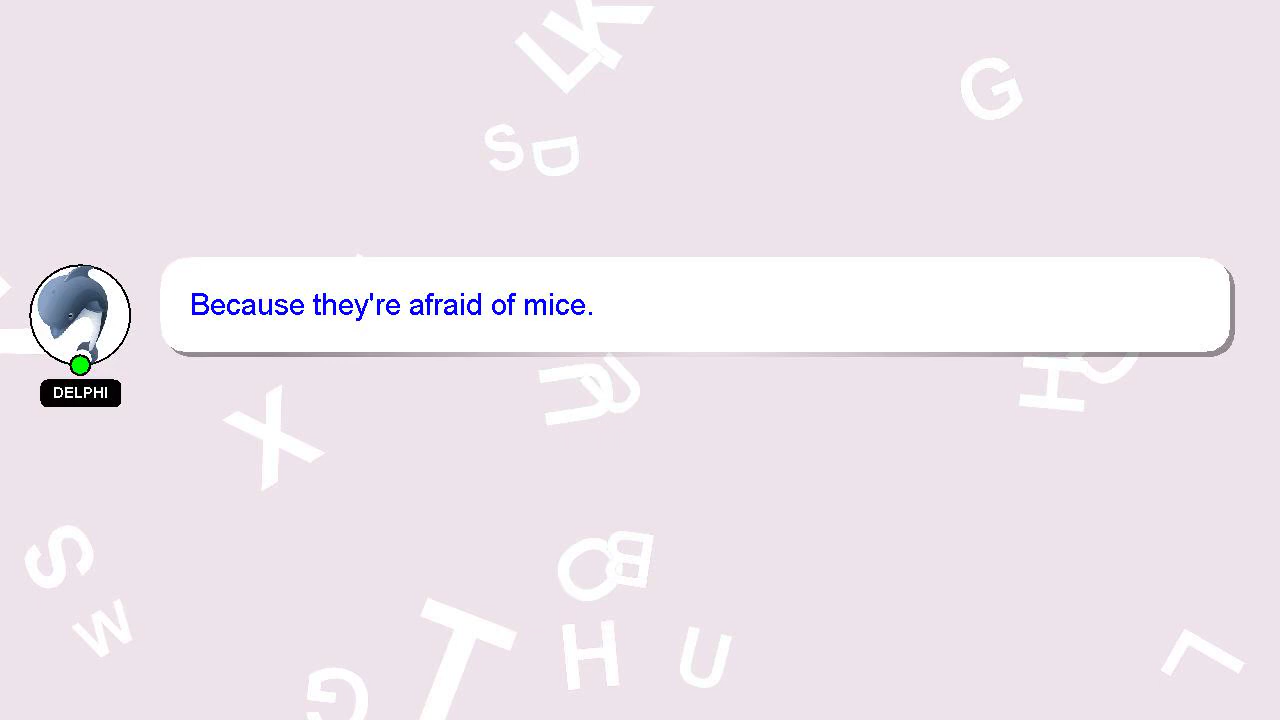 L K
G
S D
Because they're afraid of mice.
DELPHI
U U H
X
S
W
C B
T H U
G
L